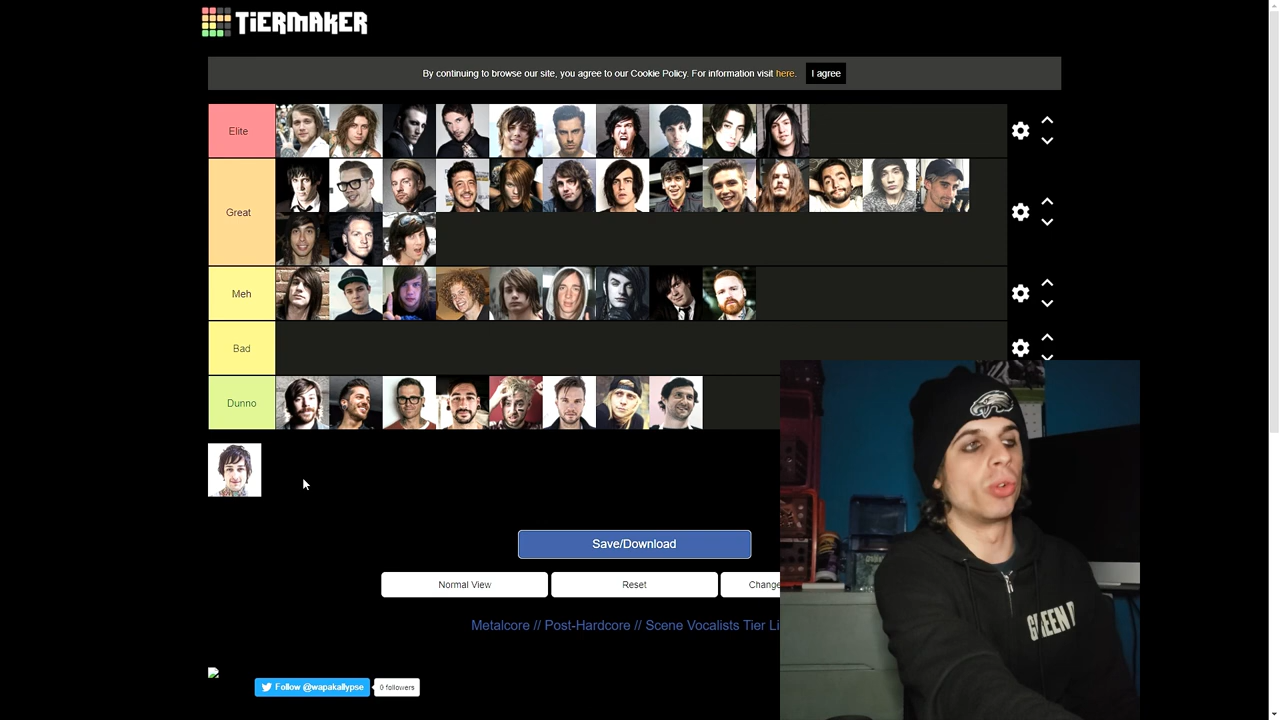 TiERMAKER
By continuing to browse our site, you agree to our Cookie Policy. For information visit here. I agree
Elite
Great
Meh
Bad
Dunno
Save/Download
Normal View
Reset
Change
Metalcore // Post-Hardcore // Scene Vocalists Tier Li
Follow @wapakallypse
0 followers